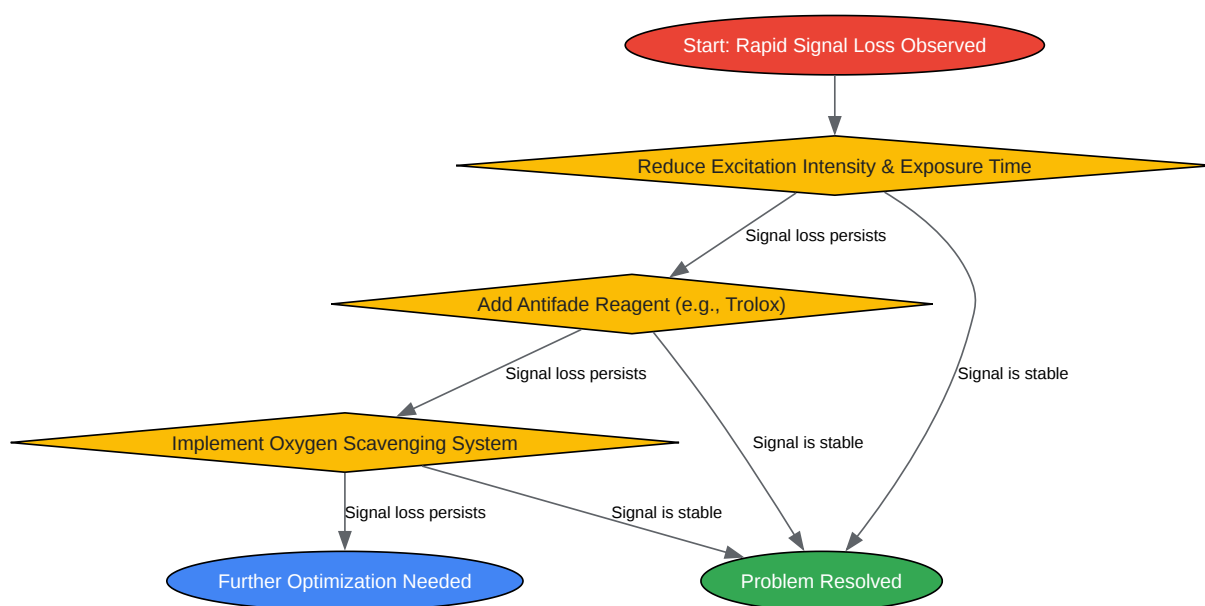 Start: Rapid Signal Loss Observed
Reduce Excitation Intensity & Exposure Time
Signal loss persists
Add Antifade Reagent (e.g., Trolox)
Signal loss persists
Signal is stable
Implement Oxygen Scavenging System
Signal is stable
Signal loss persists
Signal is stable
Further Optimization Needed
Problem Resolved